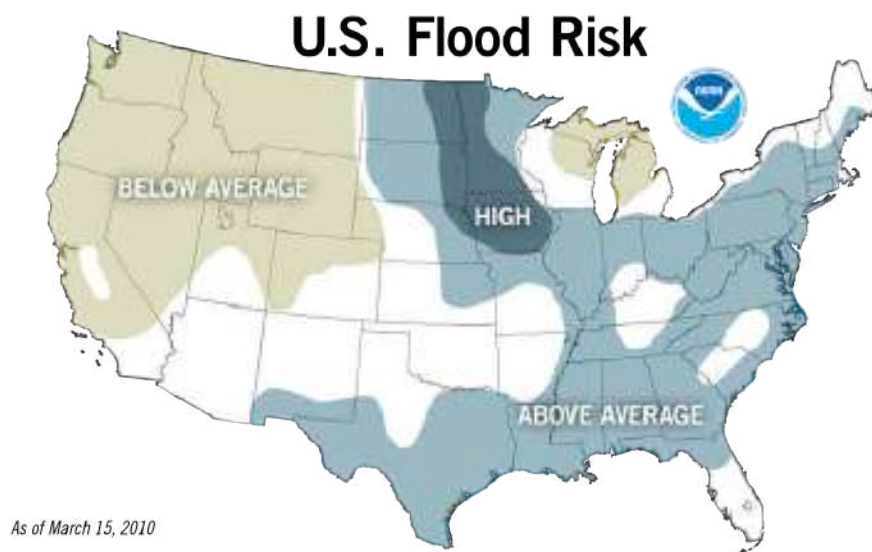 U.S. Flood Risk
BELOW AVERAGE
HIGH
ABOVE AVERAGE
As of March 15, 2010